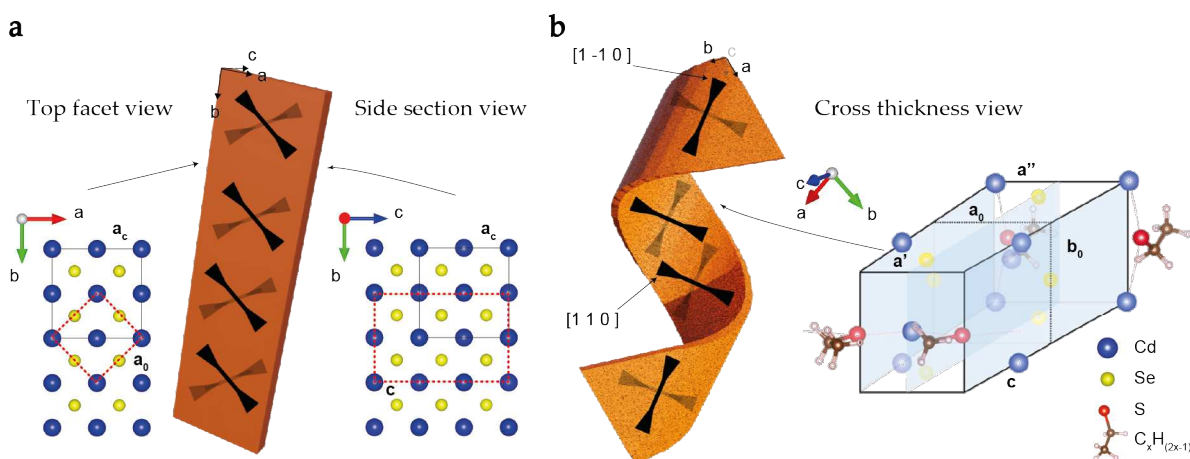 a
Top facet view
Side section view
c
a
b
a
b
a_c
a_0
c
b
a_c
c
b
[1 -1 0 ]
b
c
a
Cross thickness view
[1 1 0 ]
c
a
b
a''
a_0
a'
b_0
c
Cd
Se
S
C_xH_(2x-1)